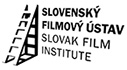 SLOVENSKÝ
FILMOVÝ ÚSTAV
SLOVAK FILM
INSTITUTE